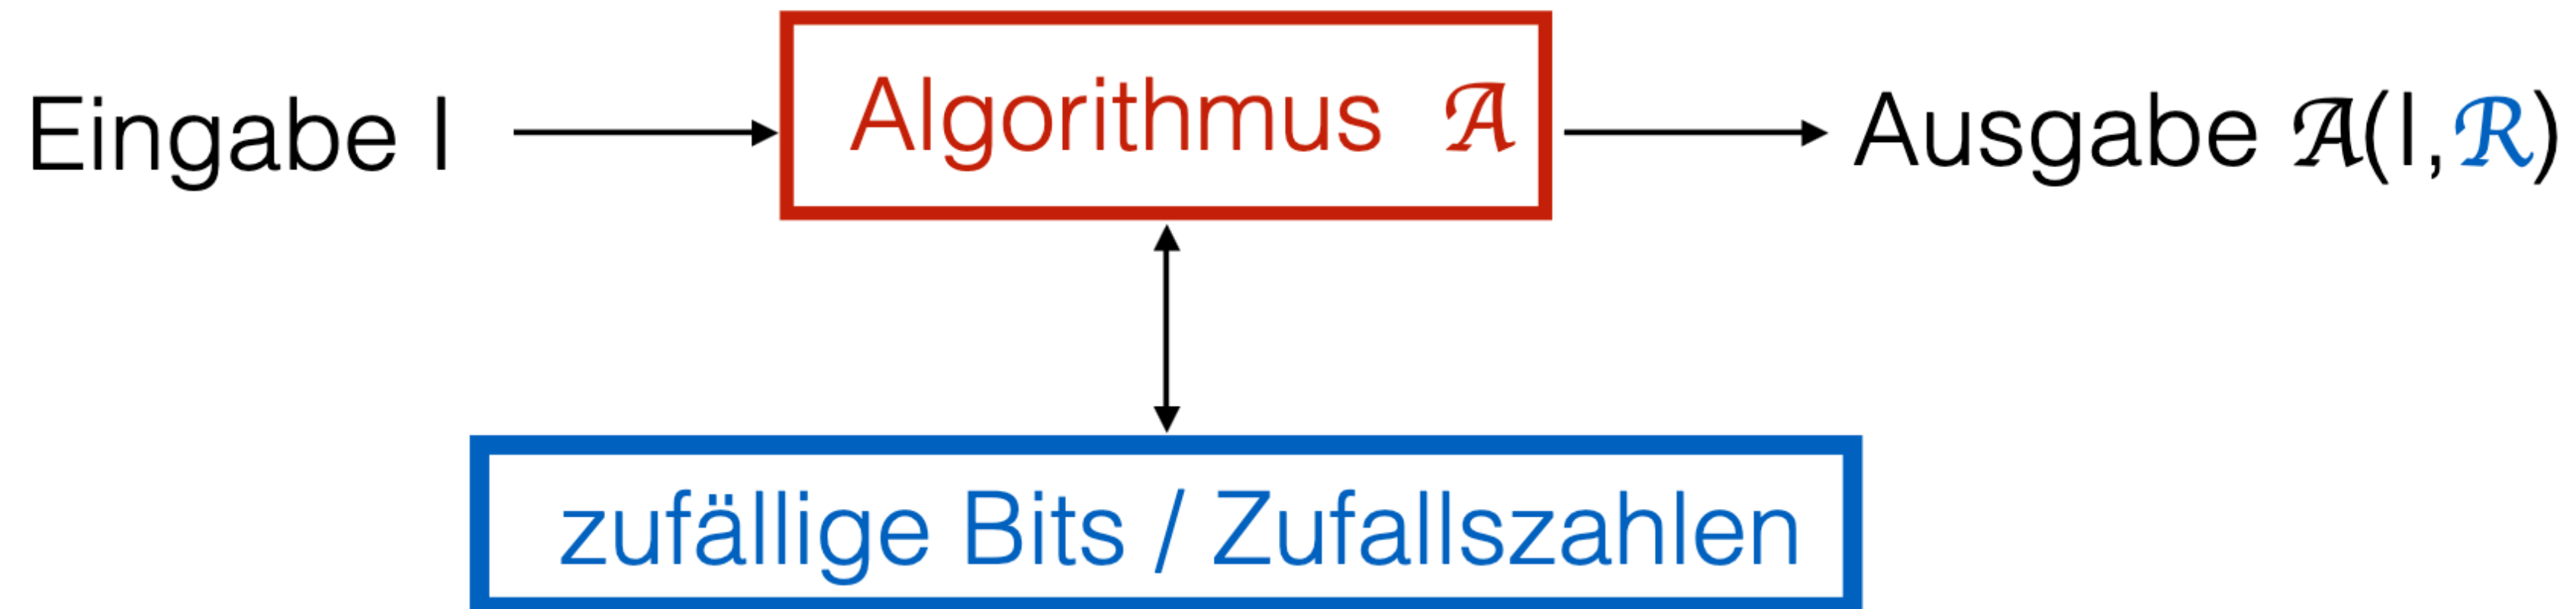 Eingabe I
Algorithmus 𝒜
Ausgabe 𝒜(I,ℛ)
zufällige Bits / Zufallszahlen